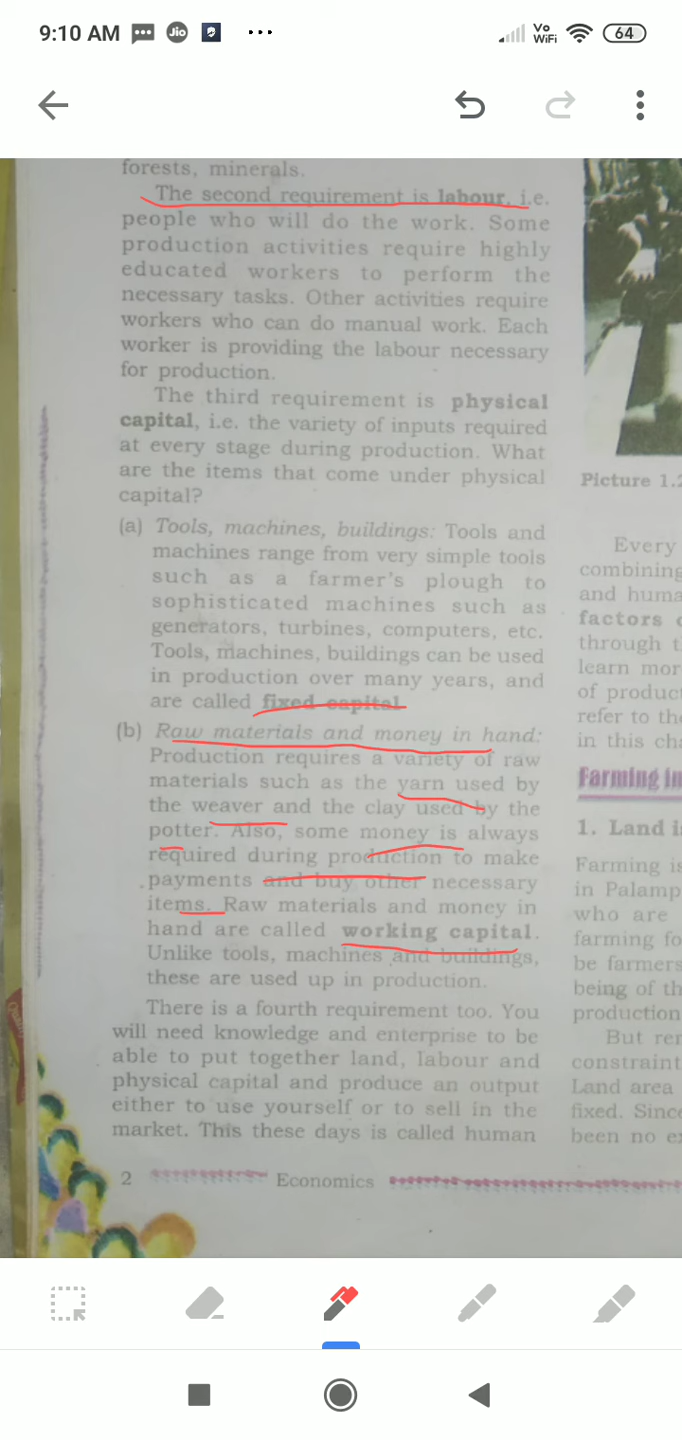 9:10 AM
Jio
Vo
WiFi
64
forests, minerals.
The second requirement is labour, i.e.
people who will do the work. Some
production activities require highly
educated workers to perform the
necessary tasks. Other activities require
workers who can do manual work. Each
worker is providing the labour necessary
for production.
The third requirement is physical
capital, i.e. the variety of inputs required
at every stage during production. What
are the items that come under physical
capital?
(a) Tools, machines, buildings: Tools and
machines range from very simple tools
such as a farmer's plough to
sophisticated machines such as
generators, turbines, computers, etc.
Tools, machines, buildings can be used
in production over many years, and
are called fixed capital.
(b) Raw materials and money in hand:
Production requires a variety of raw
materials such as the yarn used by
the weaver and the clay used by the
potter. Also, some money is always
required during production to make
payments and buy other necessary
items. Raw materials and money in
hand are called working capital.
Unlike tools, machines and buildings,
these are used up in production.
There is a fourth requirement too. You
will need knowledge and enterprise to be
able to put together land, labour and
physical capital and produce an output
either to use yourself or to sell in the
market. This these days is called human
2
Economics
Picture 1.2
Every
combining
and huma
factors
through t
learn mor
of produc
refer to the
in this cha
Farming in
1. Land i
Farming is
in Palamp
who are
farming fo
be farmers
being of th
production
But rem
constraint
Land area
fixed. Since
been no ex